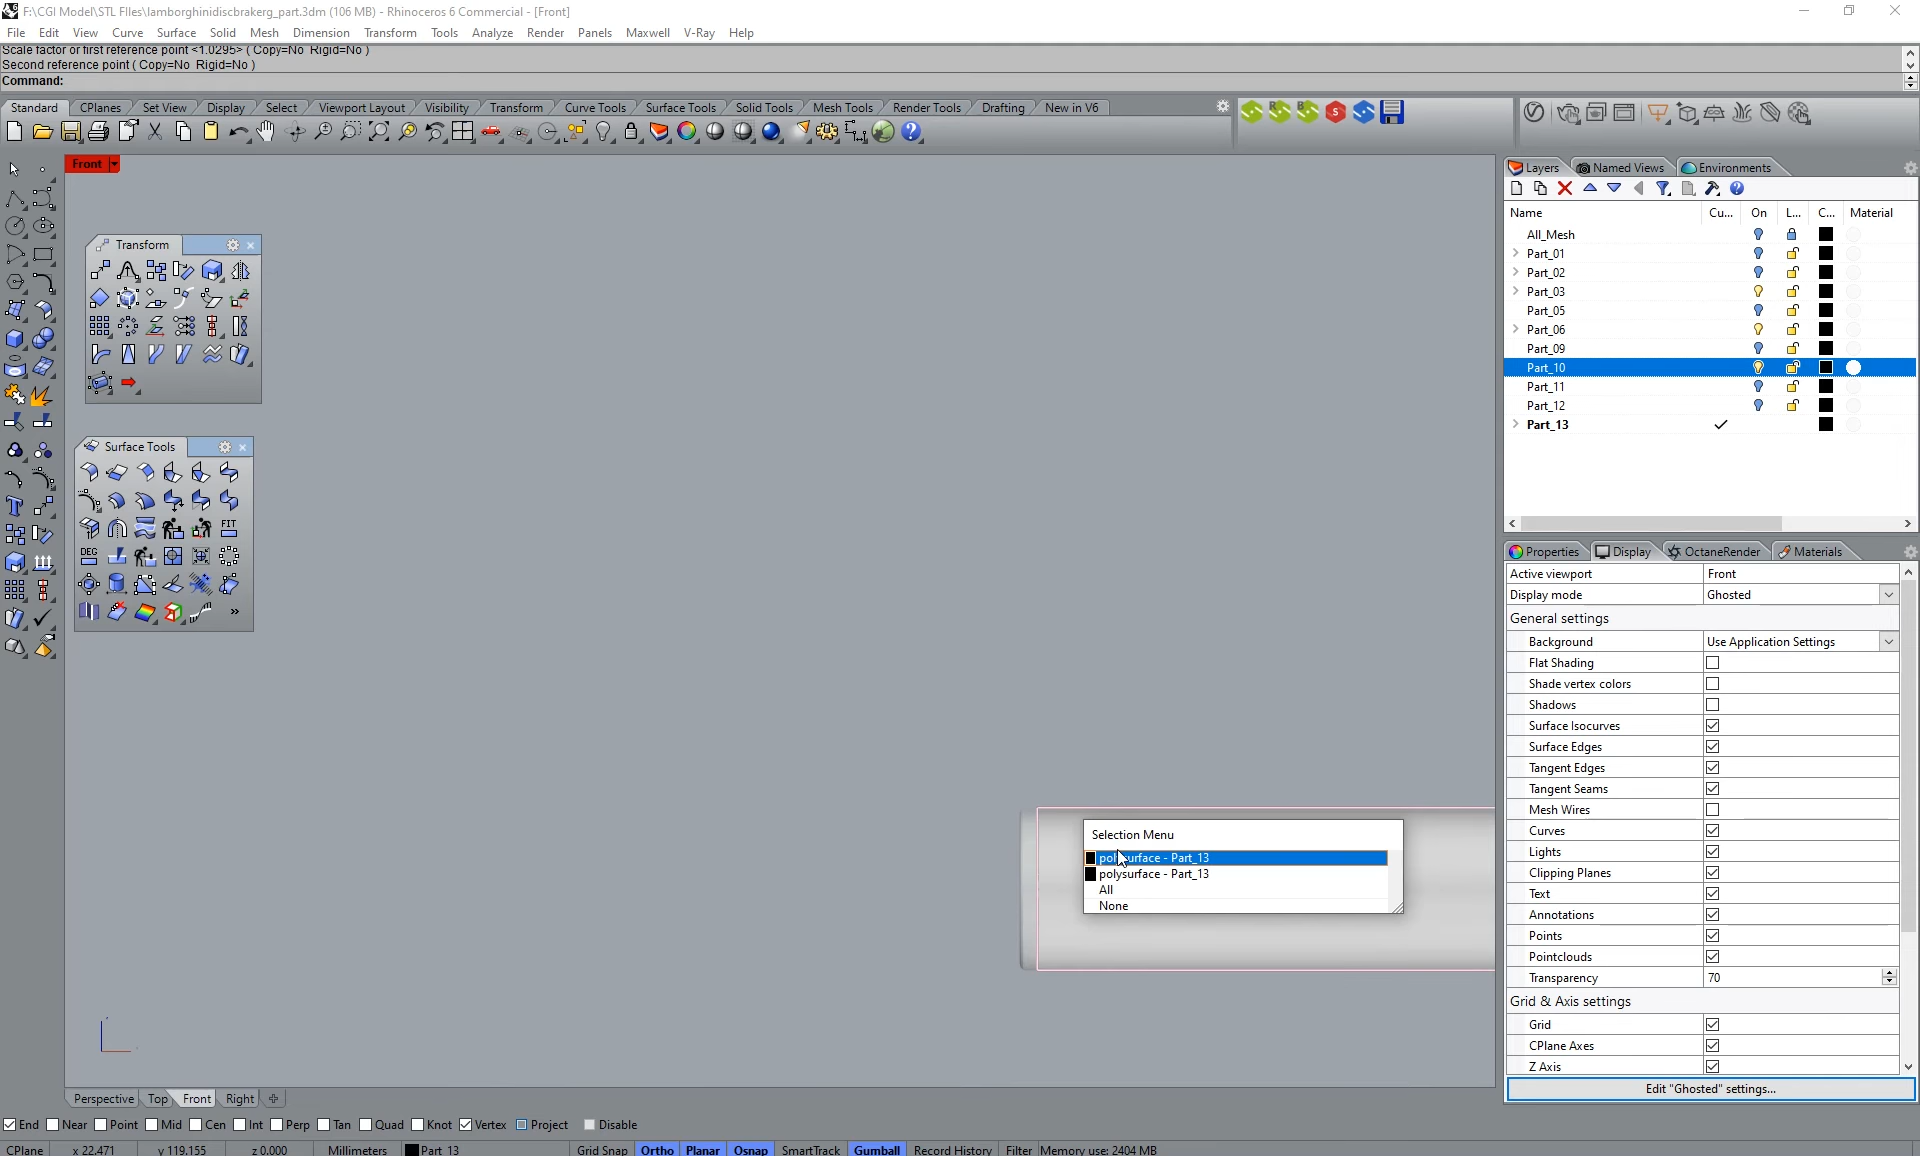 F:\CGI Model\STL FIles\lamborghinidiscbrakerg_part.3dm (106 MB) - Rhinoceros 6 Commercial - [Front]
File Edit View Curve Surface Solid Mesh Dimension Transform Tools Analyze Render Panels Maxwell V-Ray Help
Scale factor or first reference point <1.0295> ( Copy=No Rigid=No )
Second reference point ( Copy=No Rigid=No )
Command:
Standard CPlanes Set View Display Select Viewport Layout Visibility Transform Curve Tools Surface Tools Solid Tools Mesh Tools Render Tools Drafting New in V6
Front
Transform
Surface Tools
FIT
DEG
Layers Named Views Environments
Name Cu... On L... C... Material
All_Mesh
Part_01
Part_02
Part_03
Part_05
Part_06
Part_09
Part_10
Part_11
Part_12
Part_13
Selection Menu
polysurface - Part_13
polysurface - Part_13
All
None
Properties Display OctaneRender Materials
Active viewport Front
Display mode Ghosted
General settings
Background Use Application Settings
Flat Shading
Shade vertex colors
Shadows
Surface Isocurves
Surface Edges
Tangent Edges
Tangent Seams
Mesh Wires
Curves
Lights
Clipping Planes
Text
Annotations
Points
Pointclouds
Transparency 70
Grid & Axis settings
Grid
CPlane Axes
Z Axis
Edit "Ghosted" settings...
Perspective Top Front Right
End Near Point Mid Cen Int Perp Tan Quad Knot Vertex Project Disable
CPlane x 22.471 y 119.155 z 0.000 Millimeters Part_13 Grid Snap Ortho Planar Osnap SmartTrack Gumball Record History Filter Memory use: 2404 MB